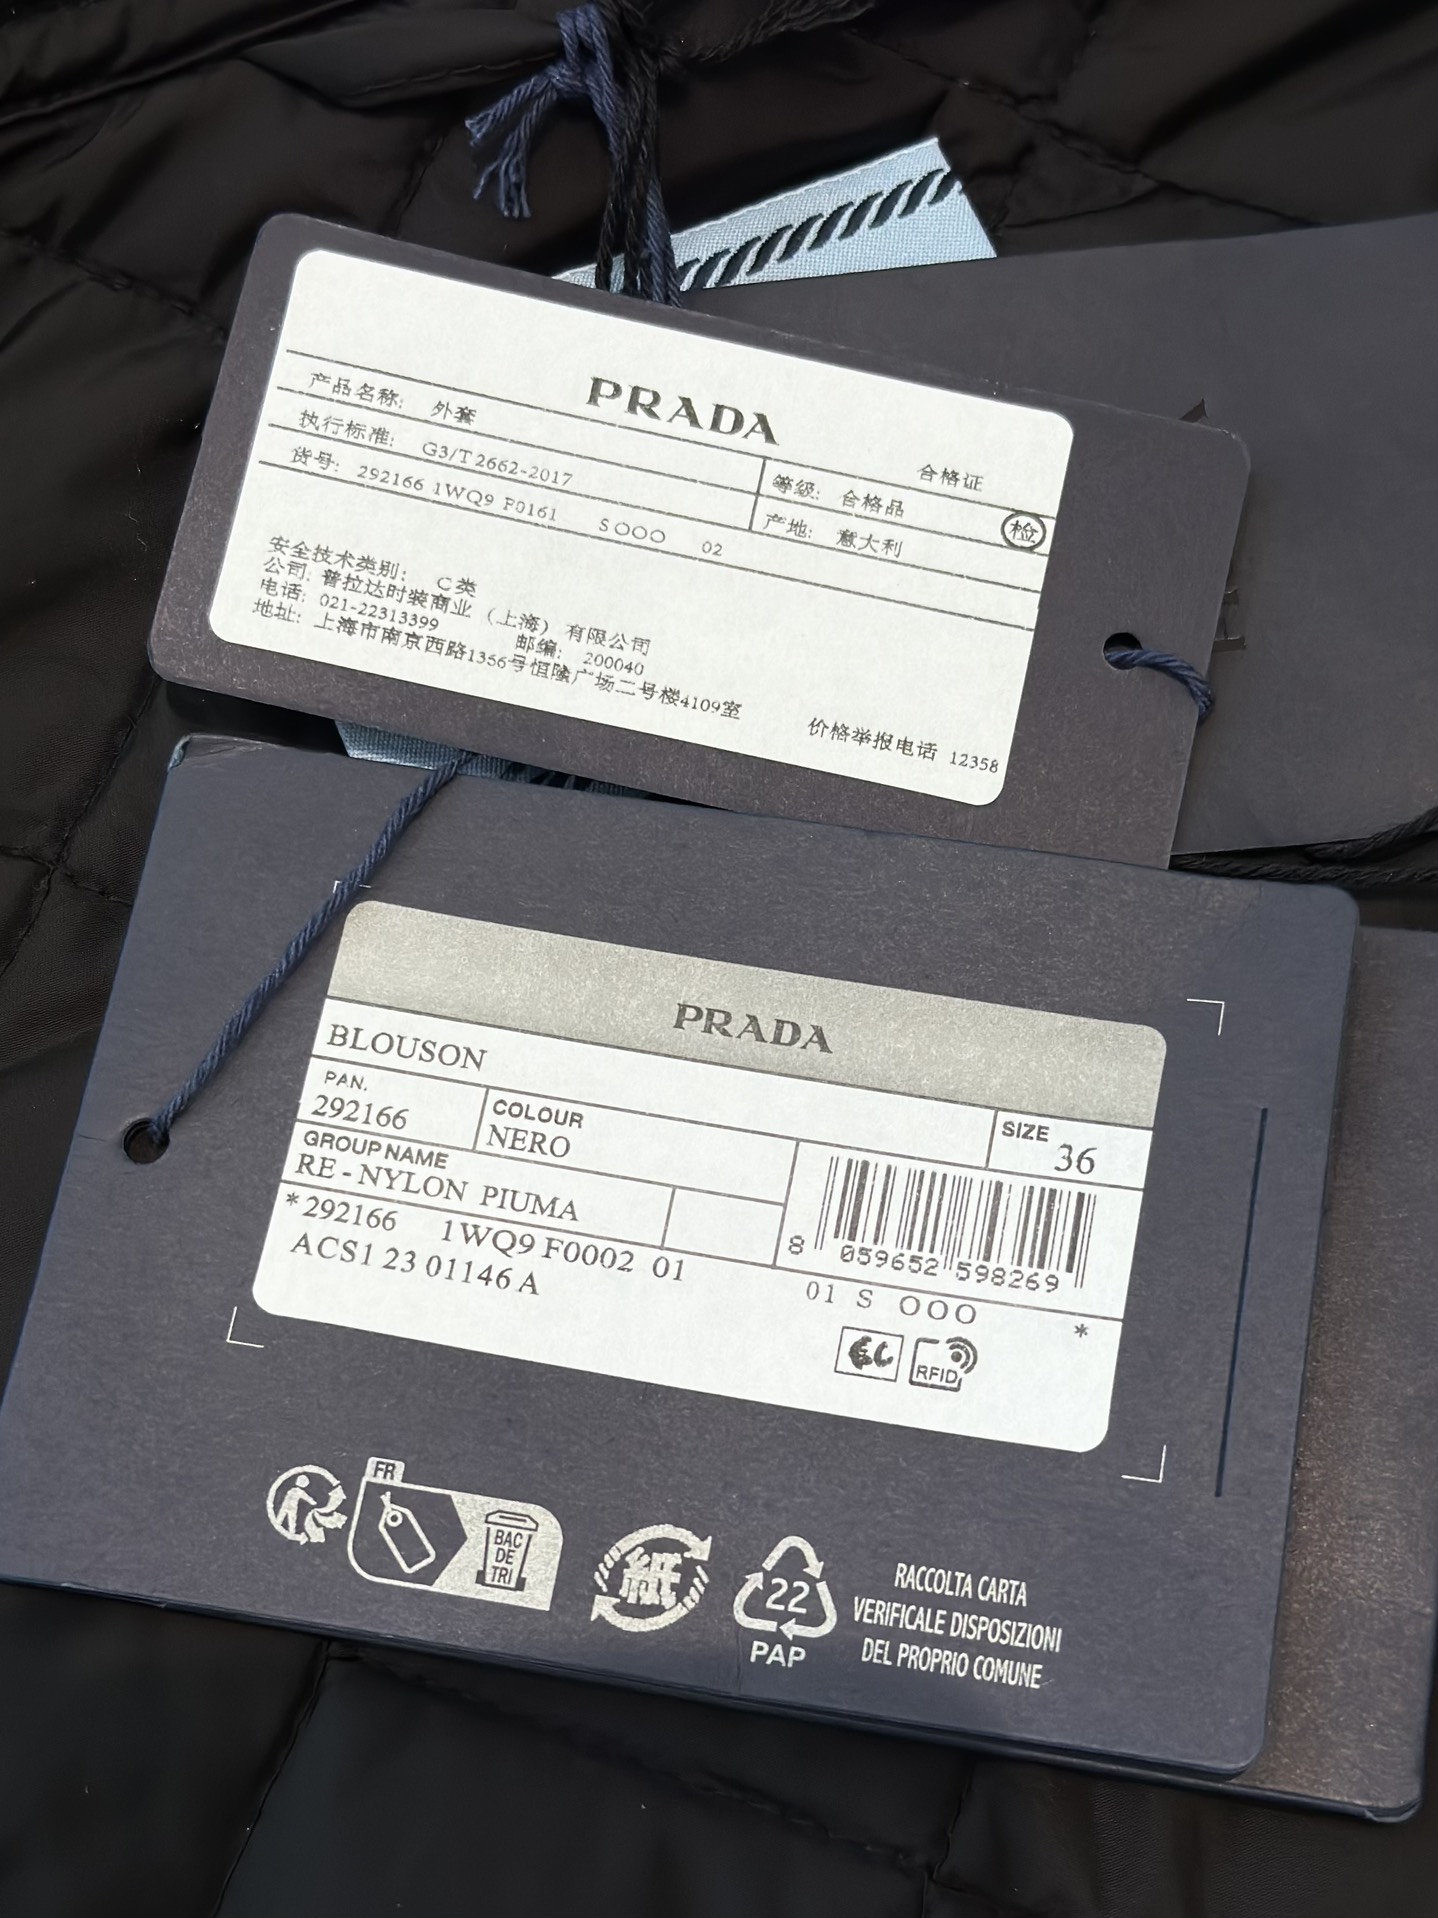 PRADA
合格证
产品名称: 外套
等级: 合格品
执行标准: G3/T 2662-2017
产地: 意大利
检
货号: 292166 1WQ9 F0161 SOOO 02
安全技术类别: C类
公司: 普拉达时装商业 (上海) 有限公司
电话: 021-22313399 邮编: 200040
地址: 上海市南京西路1356号恒隆广场二号楼4109室
价格举报电话 12358
PRADA
BLOUSON
PAN.
292166
COLOUR
NERO
SIZE
36
GROUP NAME
RE-NYLON PIUMA
*292166 1WQ9 F0002 01
ACS1 23 01146 A
8 059652 598269
01 S OOO
*
RFID
FR
BAC
DE
TRI
紙
22
PAP
RACCOLTA CARTA
VERIFICALE DISPOSIZIONI
DEL PROPRIO COMUNE